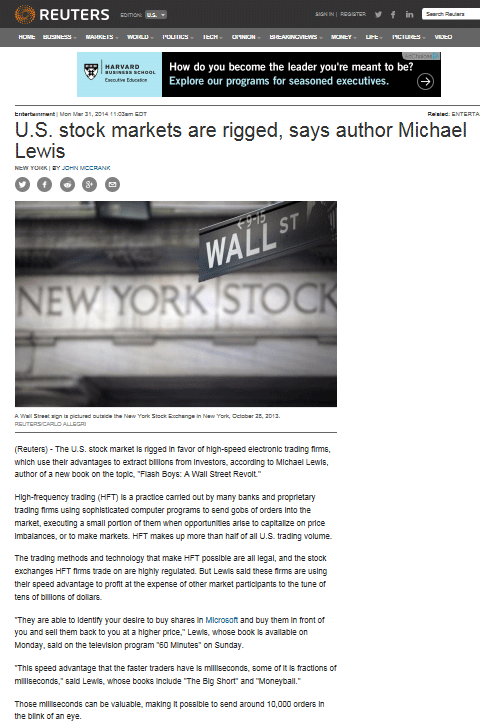 REUTERS
EDITION: U.S.
SIGN IN | REGISTER
Search Reuters
HOME BUSINESS MARKETS WORLD POLITICS TECH OPINION BREAKINGVIEWS MONEY LIFE PICTURES VIDEO
AdChoices
HARVARD
BUSINESS SCHOOL
Executive Education
How do you become the leader you're meant to be?
Explore our programs for seasoned executives.
Entertainment | Mon Mar 31, 2014 11:03am EDT
Related: ENTERTA
U.S. stock markets are rigged, says author Michael
Lewis
NEW YORK | BY JOHN MCCRANK
9-15
WALL ST
NEW YORK STOCK
A Wall Street sign is pictured outside the New York Stock Exchange in New York, October 28, 2013.
REUTERS/CARLO ALLEGRI
(Reuters) - The U.S. stock market is rigged in favor of high-speed electronic trading firms,
which use their advantages to extract billions from investors, according to Michael Lewis,
author of a new book on the topic, "Flash Boys: A Wall Street Revolt."
High-frequency trading (HFT) is a practice carried out by many banks and proprietary
trading firms using sophisticated computer programs to send gobs of orders into the
market, executing a small portion of them when opportunities arise to capitalize on price
imbalances, or to make markets. HFT makes up more than half of all U.S. trading volume.
The trading methods and technology that make HFT possible are all legal, and the stock
exchanges HFT firms trade on are highly regulated. But Lewis said these firms are using
their speed advantage to profit at the expense of other market participants to the tune of
tens of billions of dollars.
"They are able to identify your desire to buy shares in Microsoft and buy them in front of
you and sell them back to you at a higher price," Lewis, whose book is available on
Monday, said on the television program "60 Minutes" on Sunday.
"This speed advantage that the faster traders have is milliseconds, some of it is fractions of
milliseconds," said Lewis, whose books include "The Big Short" and "Moneyball."
Those milliseconds can be valuable, making it possible to send around 10,000 orders in
the blink of an eye.